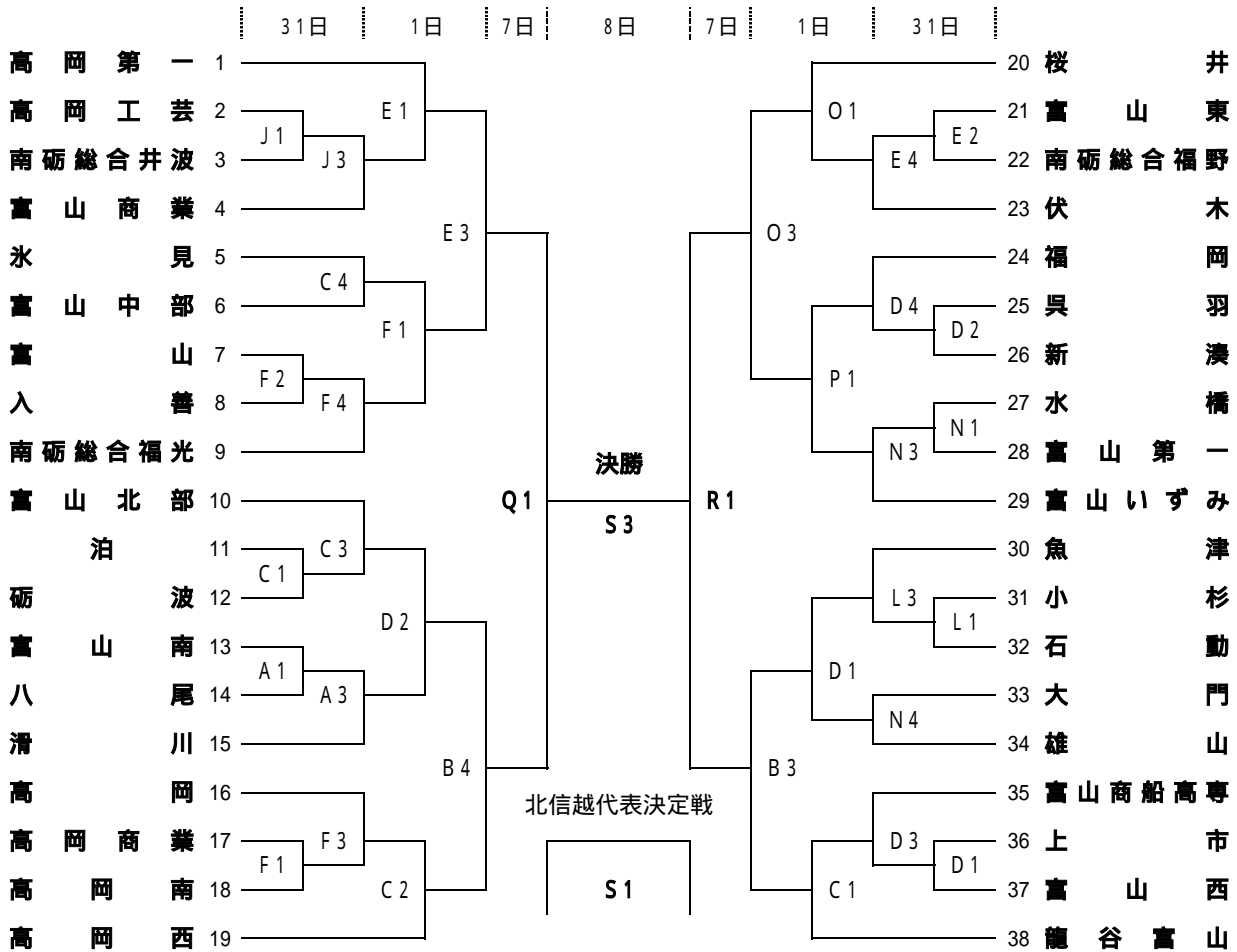 31日 1日 7日 8日 7日 1日 31日
高岡第一 1 20 桜井
高岡工芸 2 E1 O1 21 富山東
J1 E2
南砺総合井波 3 J3 E4 22 南砺総合福野
富山商業 4 23 伏木
E3 O3
氷見 5 24 福岡
C4
富山中部 6 D4 25 呉羽
F1 D2
富山 7 26 新湊
F2 P1
入善 8 F4 27 水橋
N1
南砺総合福光 9 N3 28 富山第一
決勝
富山北部 10 Q1 R1 29 富山いずみ
S3
泊 11 C3 30 魚津
C1
砺波 12 L3 31 小杉
D2 L1
富山南 13 32 石動
A1 D1
八尾 14 A3 33 大門
N4
滑川 15 34 雄山
B4 B3
高岡 16 35 富山商船高専
北信越代表決定戦
高岡商業 17 F3 D3 36 上市
F1 D1
高岡南 18 C2 S1 C1 37 富山西
高岡西 19 38 龍谷富山